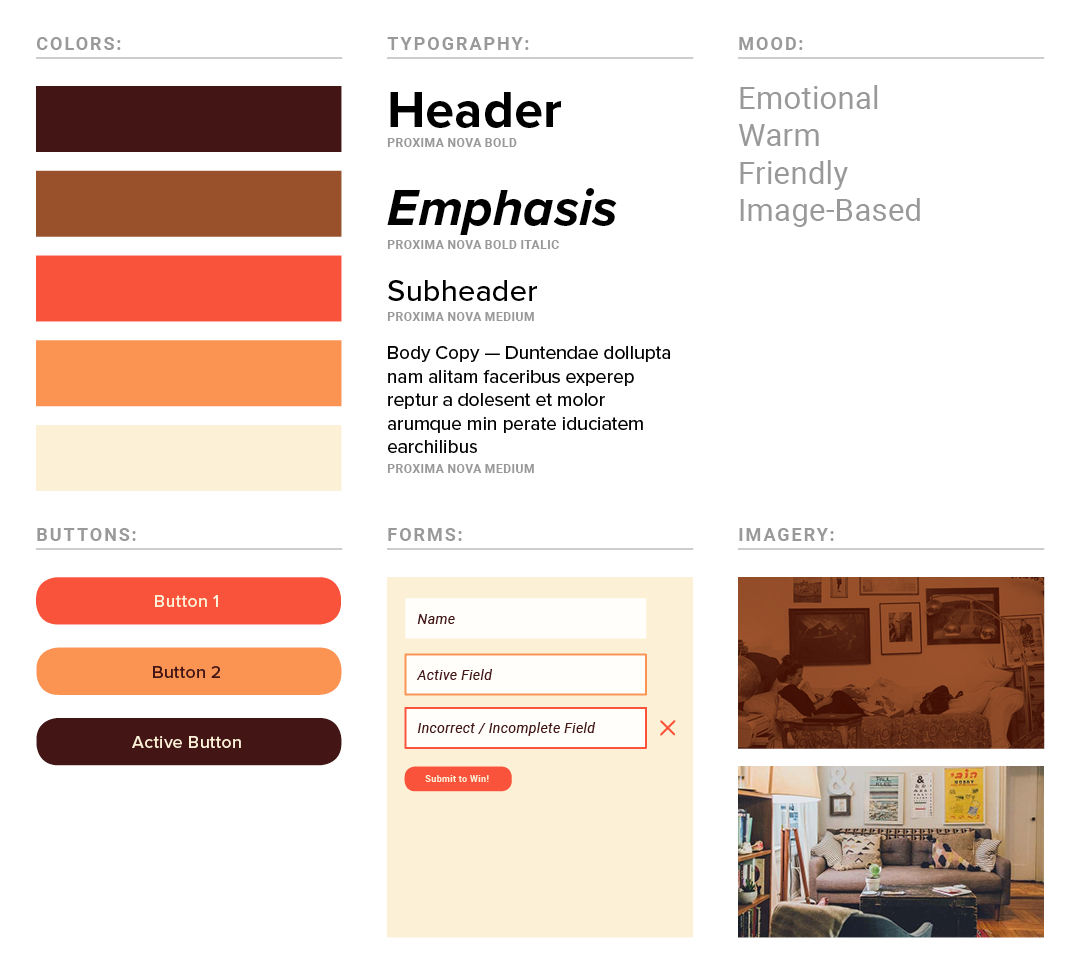 COLORS:
TYPOGRAPHY:
Header
PROXIMA NOVA BOLD
Emphasis
PROXIMA NOVA BOLD ITALIC
Subheader
PROXIMA NOVA MEDIUM
Body Copy — Duntendae dollupta
nam alitam faceribus experep
reptur a dolesent et molor
arumque min perate iduciatem
earchilibus
PROXIMA NOVA MEDIUM
MOOD:
Emotional
Warm
Friendly
Image-Based
BUTTONS:
Button 1
Button 2
Active Button
FORMS:
Name
Active Field
Incorrect / Incomplete Field
Submit to Win!
IMAGERY:
&